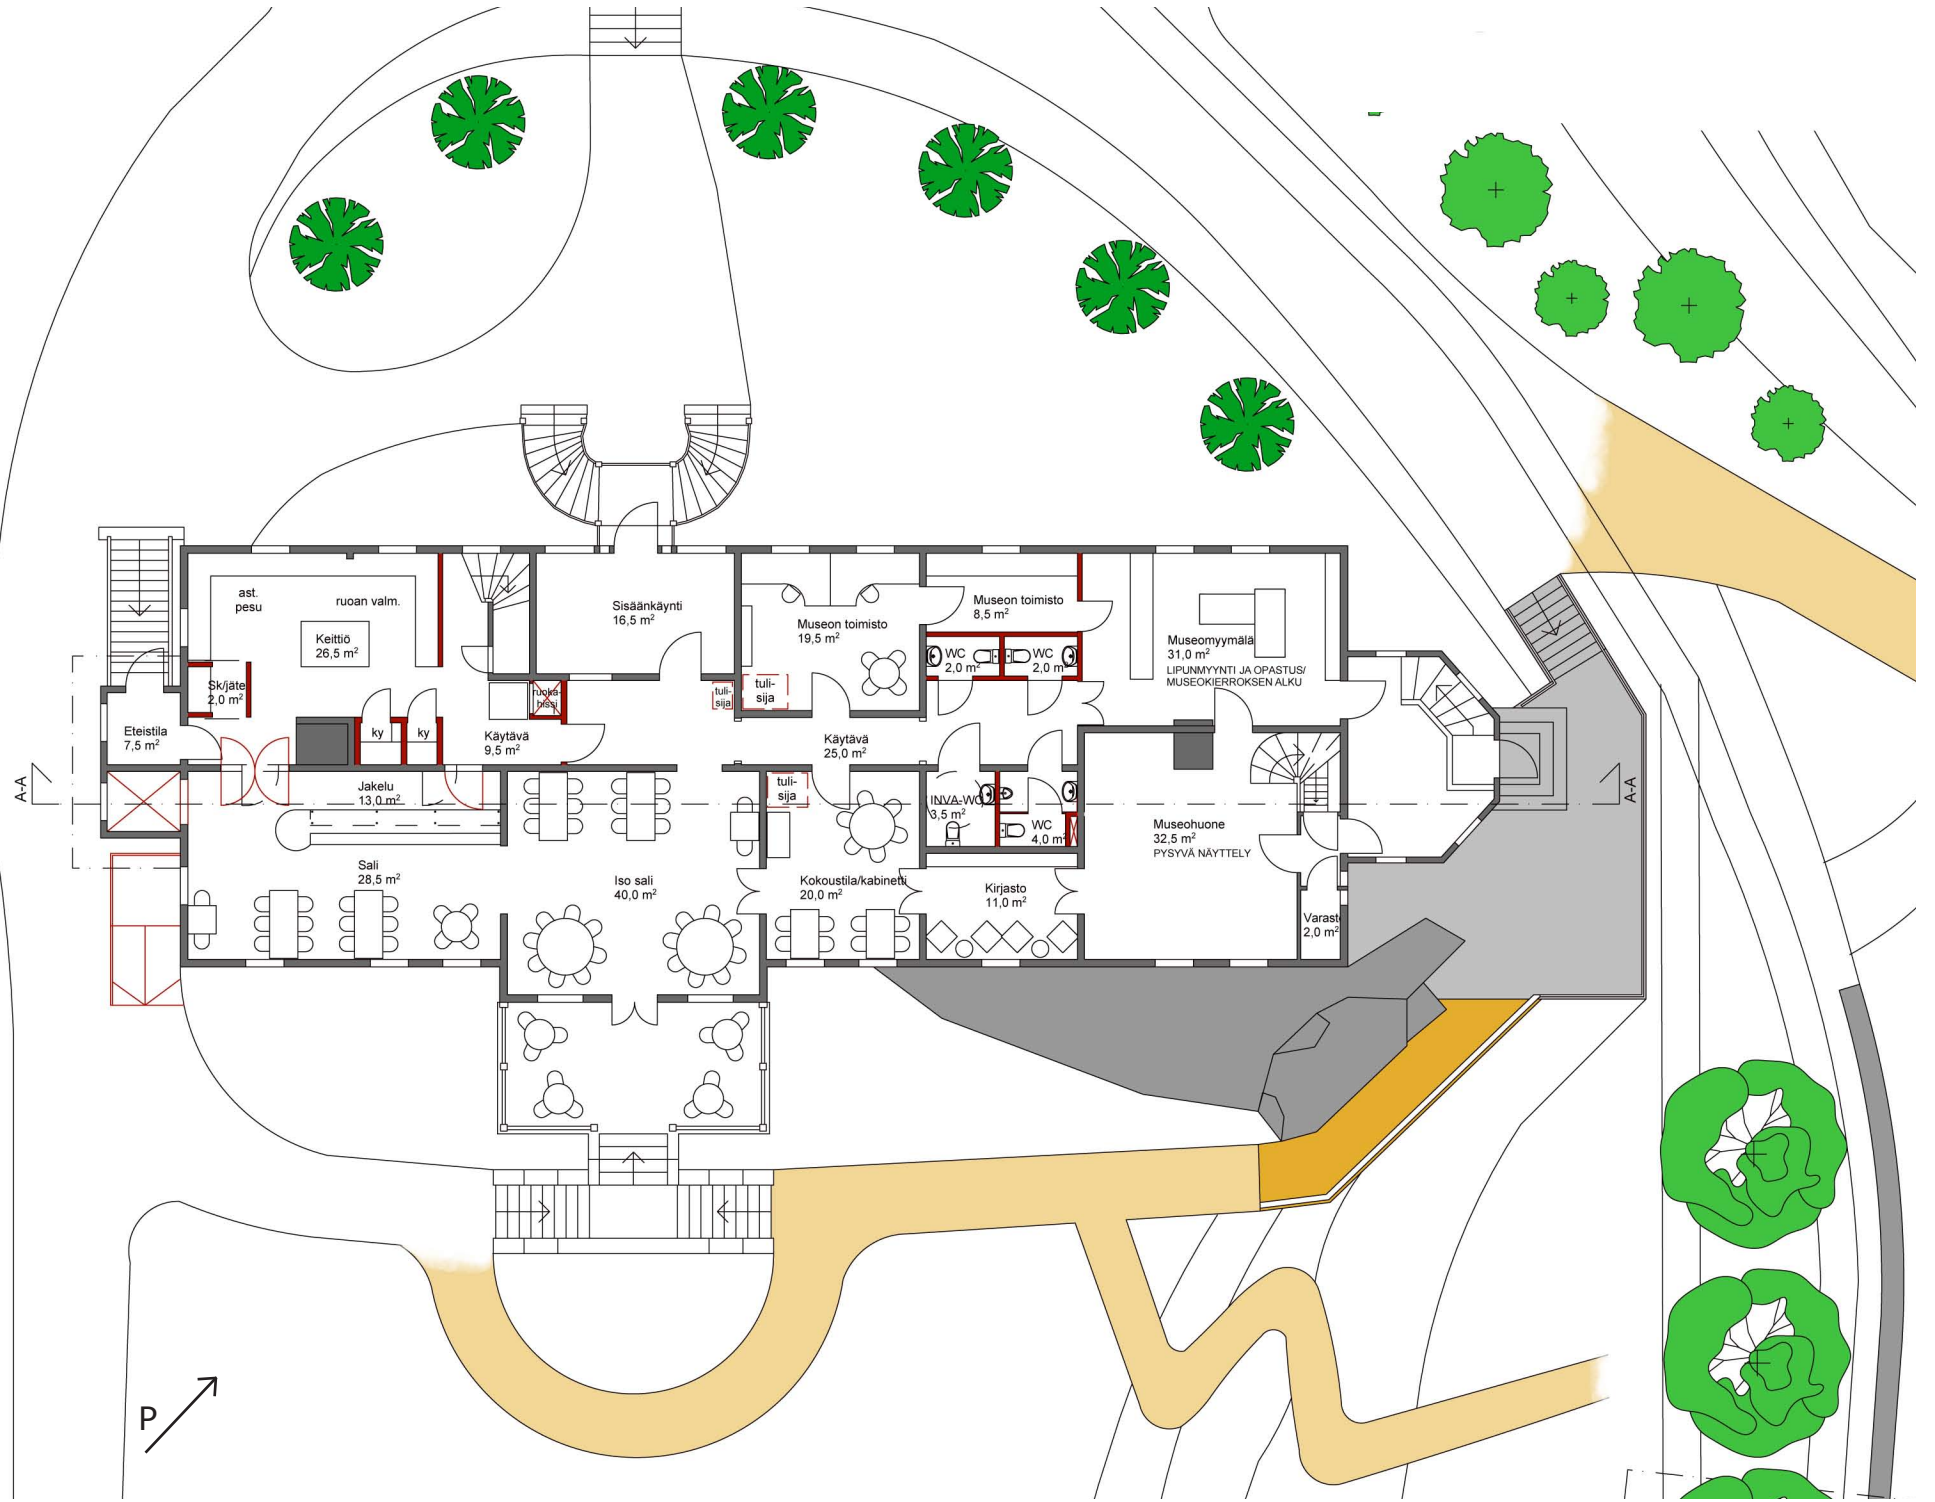 ast.
pesu
ruoan valm.
Keittiö
26,5 m²
Sk/jäte
2,0 m²
Eteistila
7,5 m²
ky
ky
Käytävä
9,5 m²
ruoka-
hissi
Sisäänkäynti
16,5 m²
tuli-
sija
tuli-
sija
Museon toimisto
19,5 m²
Museon toimisto
8,5 m²
WC
2,0 m²
WC
2,0 m²
Museomyymälä
31,0 m²
LIPUNMYYNTI JA OPASTUS/
MUSEOKIERROKSEN ALKU
Käytävä
25,0 m²
A-A
Jakelu
13,0 m²
Sali
28,5 m²
Iso sali
40,0 m²
tuli-
sija
Kokoustila/kabinetti
20,0 m²
INVA-WC
3,5 m²
WC
4,0 m²
Kirjasto
11,0 m²
Museohuone
32,5 m²
PYSYVÄ NÄYTTELY
Varasto
2,0 m²
A-A
P